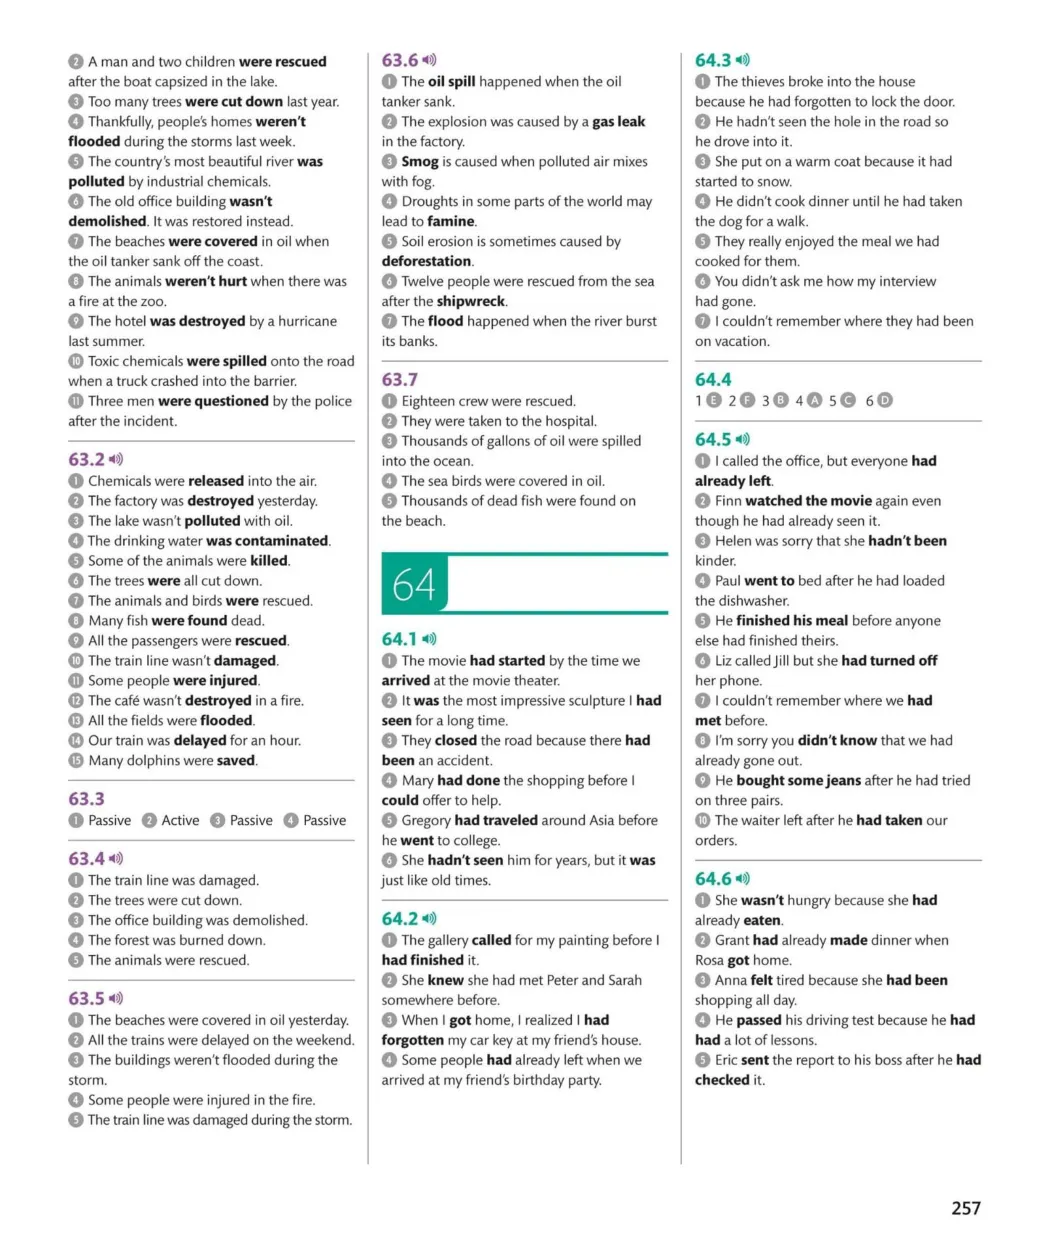 2 A man and two children were rescued
after the boat capsized in the lake.
3 Too many trees were cut down last year.
4 Thankfully, people's homes weren't
flooded during the storms last week.
5 The country's most beautiful river was
polluted by industrial chemicals.
6 The old office building wasn't
demolished. It was restored instead.
7 The beaches were covered in oil when
the oil tanker sank off the coast.
8 The animals weren't hurt when there was
a fire at the zoo.
9 The hotel was destroyed by a hurricane
last summer.
10 Toxic chemicals were spilled onto the road
when a truck crashed into the barrier.
11 Three men were questioned by the police
after the incident.
63.2
1 Chemicals were released into the air.
2 The factory was destroyed yesterday.
3 The lake wasn't polluted with oil.
4 The drinking water was contaminated.
5 Some of the animals were killed.
6 The trees were all cut down.
7 The animals and birds were rescued.
8 Many fish were found dead.
9 All the passengers were rescued.
10 The train line wasn't damaged.
11 Some people were injured.
12 The café wasn't destroyed in a fire.
13 All the fields were flooded.
14 Our train was delayed for an hour.
15 Many dolphins were saved.
63.3
1 Passive 2 Active 3 Passive 4 Passive
63.4
1 The train line was damaged.
2 The trees were cut down.
3 The office building was demolished.
4 The forest was burned down.
5 The animals were rescued.
63.5
1 The beaches were covered in oil yesterday.
2 All the trains were delayed on the weekend.
3 The buildings weren't flooded during the
storm.
4 Some people were injured in the fire.
5 The train line was damaged during the storm.
63.6
1 The oil spill happened when the oil
tanker sank.
2 The explosion was caused by a gas leak
in the factory.
3 Smog is caused when polluted air mixes
with fog.
4 Droughts in some parts of the world may
lead to famine.
5 Soil erosion is sometimes caused by
deforestation.
6 Twelve people were rescued from the sea
after the shipwreck.
7 The flood happened when the river burst
its banks.
63.7
1 Eighteen crew were rescued.
2 They were taken to the hospital.
3 Thousands of gallons of oil were spilled
into the ocean.
4 The sea birds were covered in oil.
5 Thousands of dead fish were found on
the beach.
64
64.1
1 The movie had started by the time we
arrived at the movie theater.
2 It was the most impressive sculpture I had
seen for a long time.
3 They closed the road because there had
been an accident.
4 Mary had done the shopping before I
could offer to help.
5 Gregory had traveled around Asia before
he went to college.
6 She hadn't seen him for years, but it was
just like old times.
64.2
1 The gallery called for my painting before I
had finished it.
2 She knew she had met Peter and Sarah
somewhere before.
3 When I got home, I realized I had
forgotten my car key at my friend's house.
4 Some people had already left when we
arrived at my friend's birthday party.
64.3
1 The thieves broke into the house
because he had forgotten to lock the door.
2 He hadn't seen the hole in the road so
he drove into it.
3 She put on a warm coat because it had
started to snow.
4 He didn't cook dinner until he had taken
the dog for a walk.
5 They really enjoyed the meal we had
cooked for them.
6 You didn't ask me how my interview
had gone.
7 I couldn't remember where they had been
on vacation.
64.4
1 E 2 F 3 B 4 A 5 C 6 D
64.5
1 I called the office, but everyone had
already left.
2 Finn watched the movie again even
though he had already seen it.
3 Helen was sorry that she hadn't been
kinder.
4 Paul went to bed after he had loaded
the dishwasher.
5 He finished his meal before anyone
else had finished theirs.
6 Liz called Jill but she had turned off
her phone.
7 I couldn't remember where we had
met before.
8 I'm sorry you didn't know that we had
already gone out.
9 He bought some jeans after he had tried
on three pairs.
10 The waiter left after he had taken our
orders.
64.6
1 She wasn't hungry because she had
already eaten.
2 Grant had already made dinner when
Rosa got home.
3 Anna felt tired because she had been
shopping all day.
4 He passed his driving test because he had
had a lot of lessons.
5 Eric sent the report to his boss after he had
checked it.
257